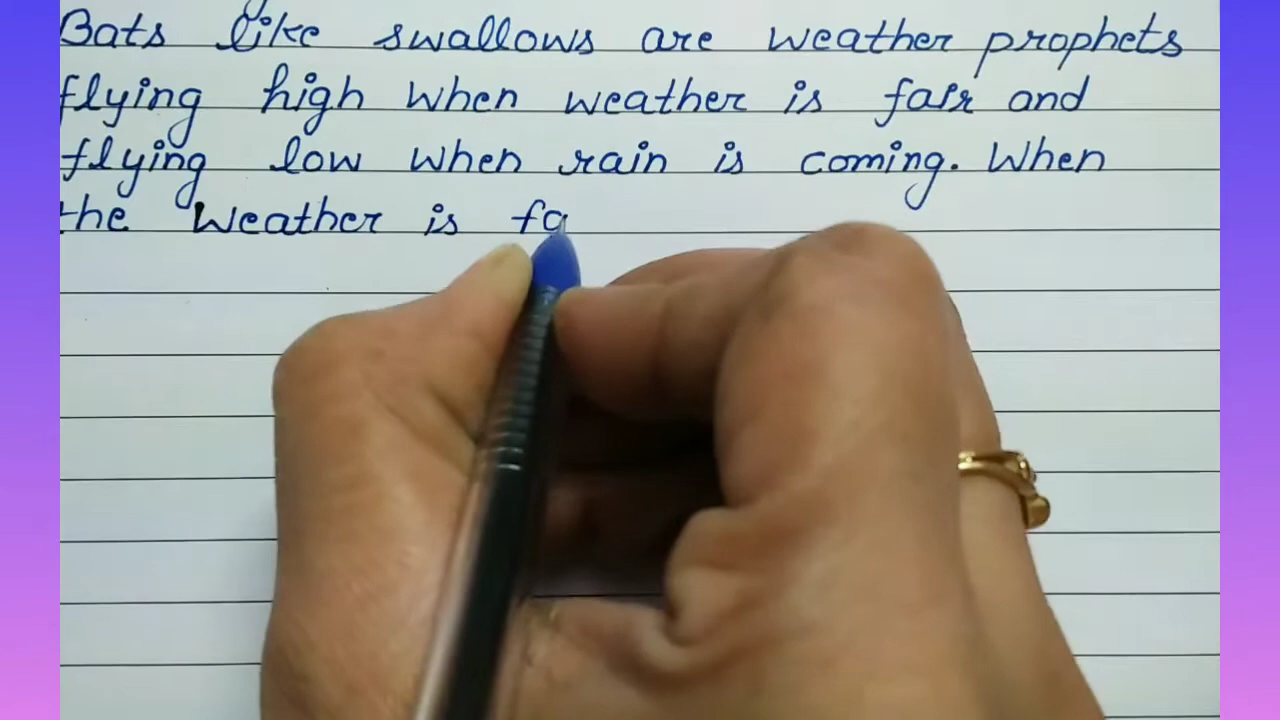 Bats like swallows are weather prophets
flying high when weather is fair and
flying low when rain is coming. When
the weather is fa